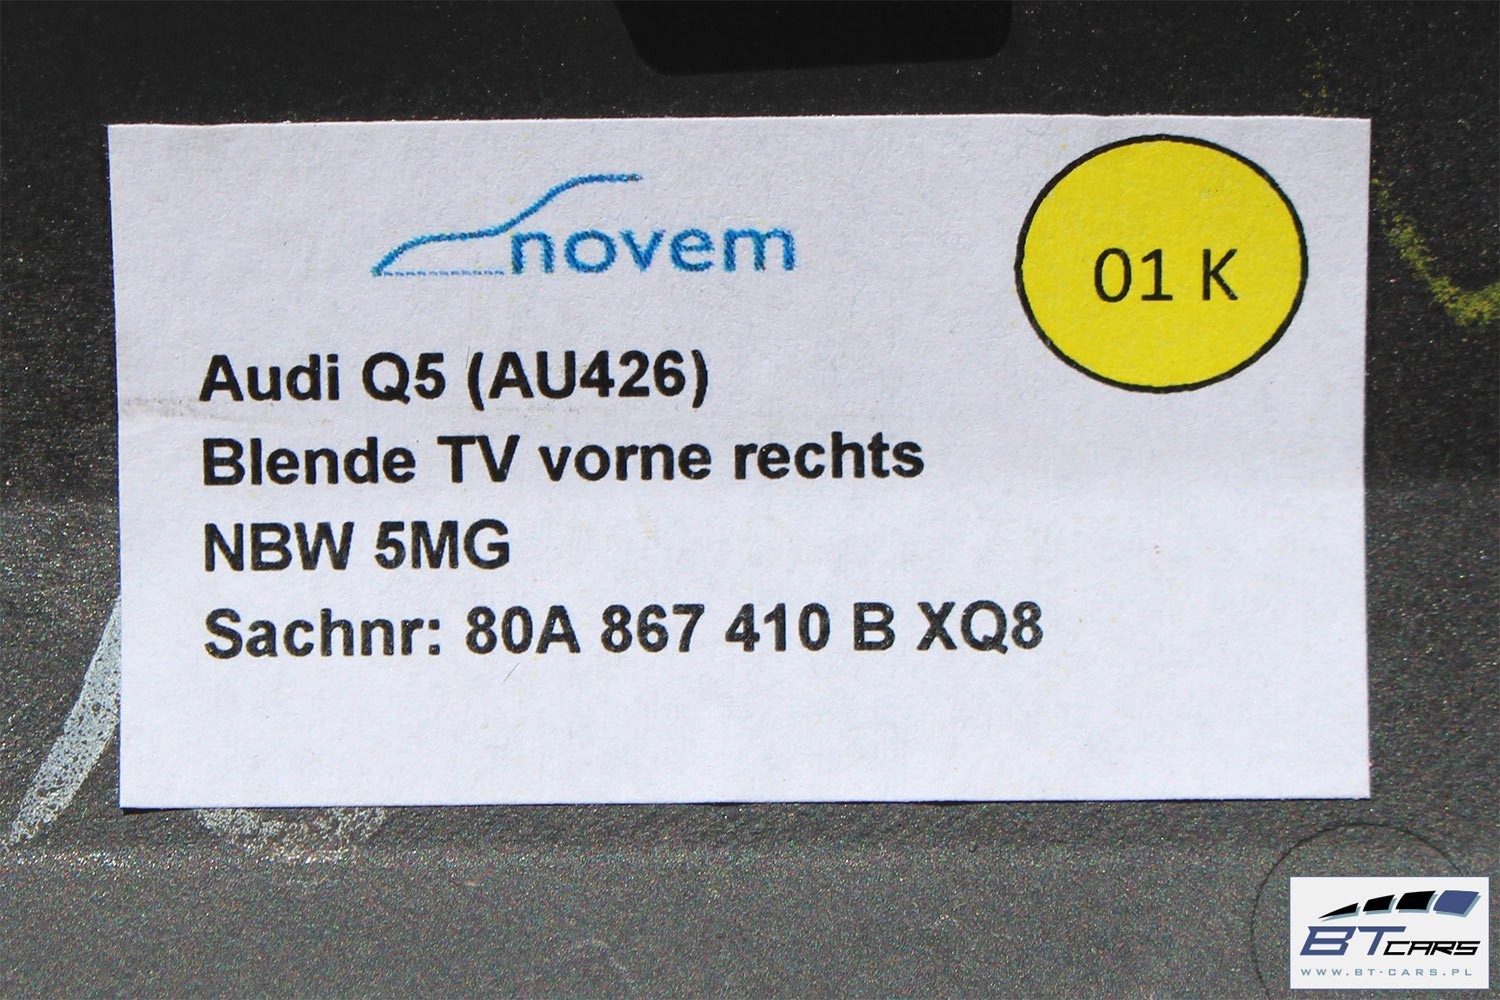 novem
01 K
Audi Q5 (AU426)
Blende TV vorne rechts
NBW 5MG
Sachnr: 80A 867 410 B XQ8
BT CARS
WWW.BT-CARS.PL